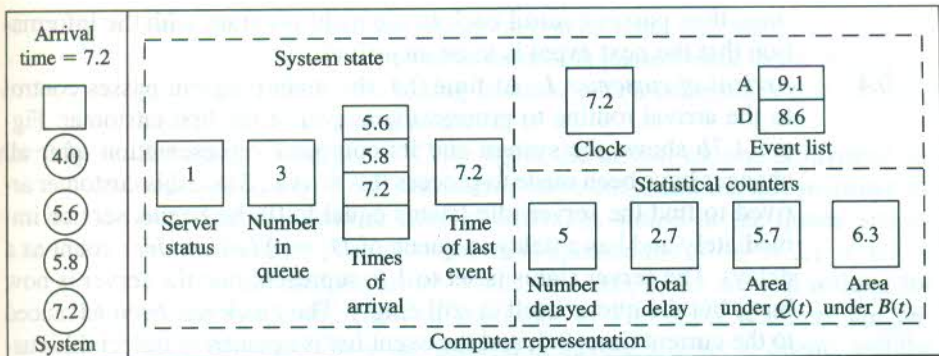 Arrival
time = 7.2
4.0
5.6
5.8
7.2
System
System state
1
Server
status
3
Number
in
queue
5.6
5.8
7.2
Times
of
arrival
7.2
Time
of last
event
7.2
Clock
A 9.1
D 8.6
Event list
Statistical counters
5
Number
delayed
2.7
Total
delay
5.7
Area
under Q(t)
6.3
Area
under B(t)
Computer representation